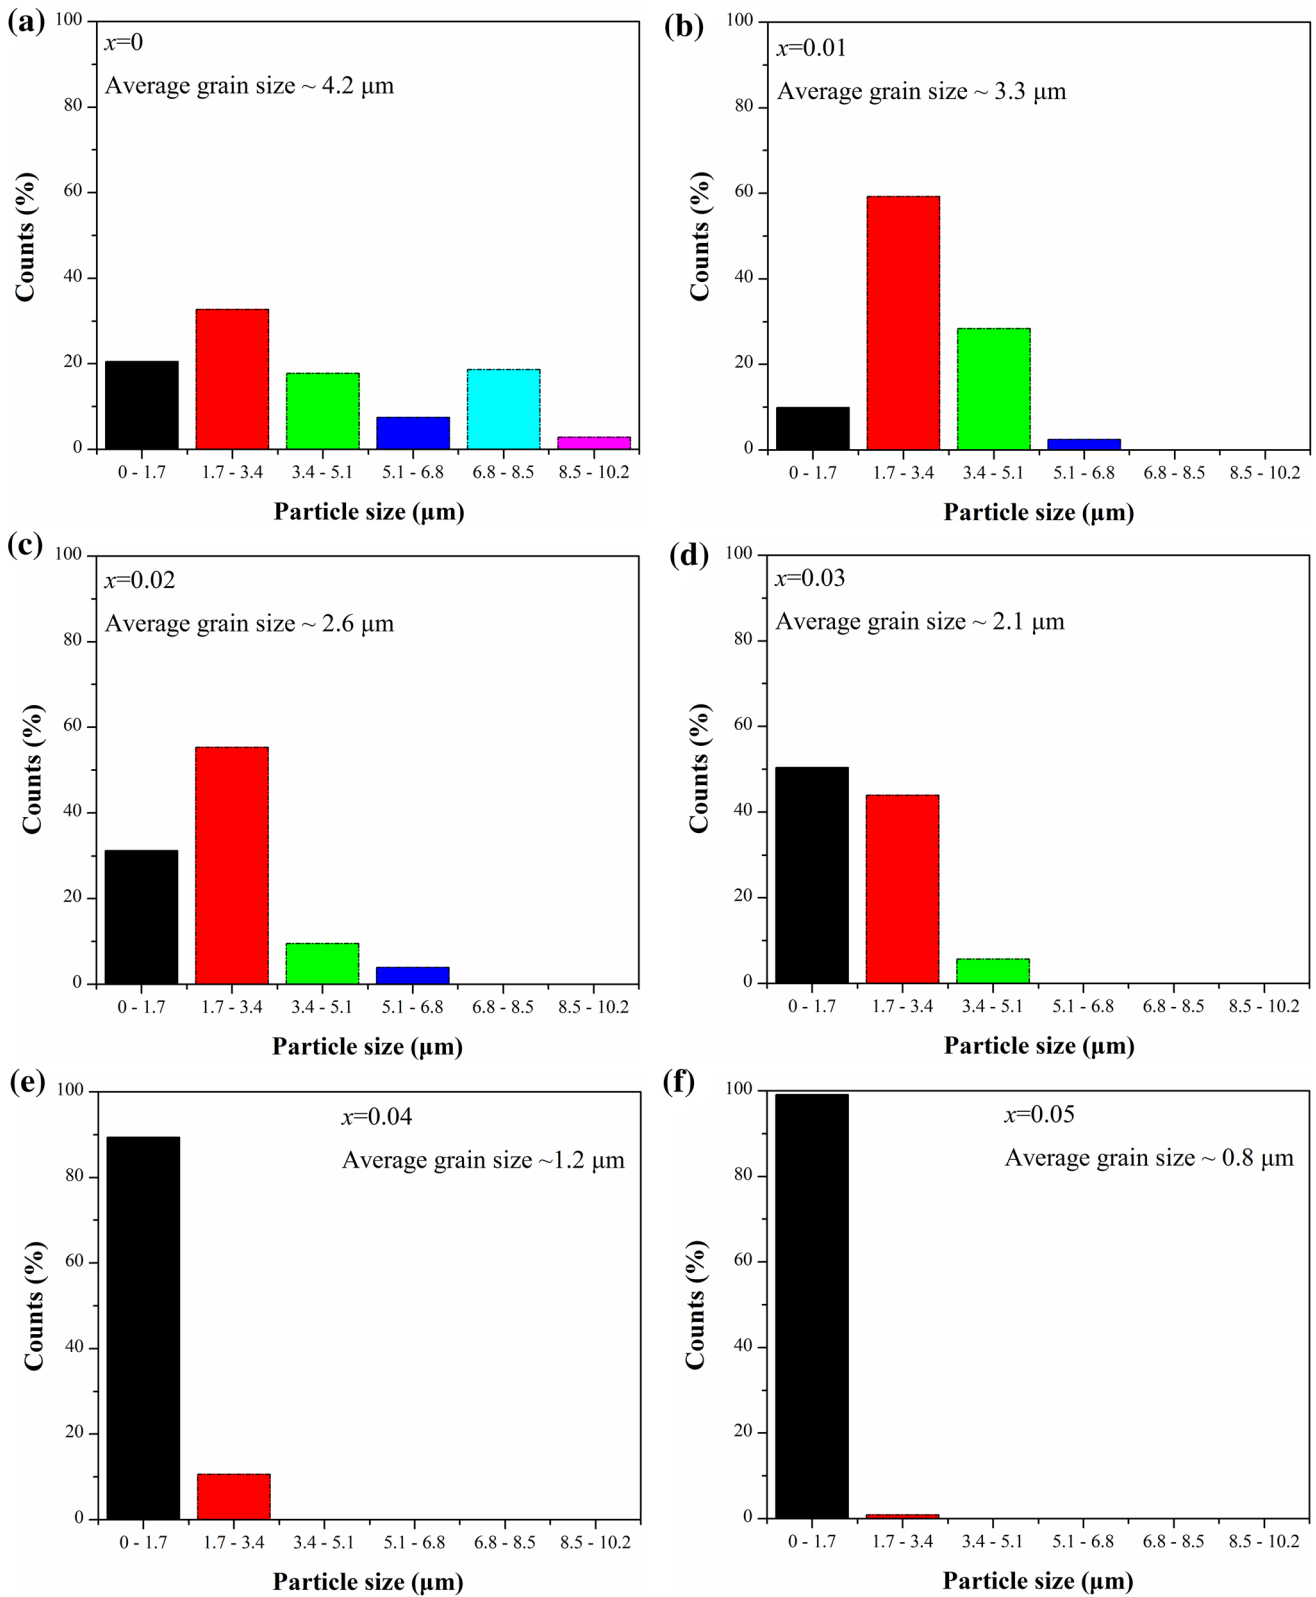 (a)
x=0
Average grain size ~ 4.2 μm
100
80
60
40
20
0
Counts (%)
0 - 1.7 1.7 - 3.4 3.4 - 5.1 5.1 - 6.8 6.8 - 8.5 8.5 - 10.2
Particle size (μm)
(b)
x=0.01
Average grain size ~ 3.3 μm
100
80
60
40
20
0
Counts (%)
0 - 1.7 1.7 - 3.4 3.4 - 5.1 5.1 - 6.8 6.8 - 8.5 8.5 - 10.2
Particle size (μm)
(c)
x=0.02
Average grain size ~ 2.6 μm
100
80
60
40
20
0
Counts (%)
0 - 1.7 1.7 - 3.4 3.4 - 5.1 5.1 - 6.8 6.8 - 8.5 8.5 - 10.2
Particle size (μm)
(d)
x=0.03
Average grain size ~ 2.1 μm
100
80
60
40
20
0
Counts (%)
0 - 1.7 1.7 - 3.4 3.4 - 5.1 5.1 - 6.8 6.8 - 8.5 8.5 - 10.2
Particle size (μm)
(e)
x=0.04
Average grain size ~1.2 μm
100
80
60
40
20
0
Counts (%)
0 - 1.7 1.7 - 3.4 3.4 - 5.1 5.1 - 6.8 6.8 - 8.5 8.5 - 10.2
Particle size (μm)
(f)
x=0.05
Average grain size ~ 0.8 μm
100
80
60
40
20
0
Counts (%)
0 - 1.7 1.7 - 3.4 3.4 - 5.1 5.1 - 6.8 6.8 - 8.5 8.5 - 10.2
Particle size (μm)